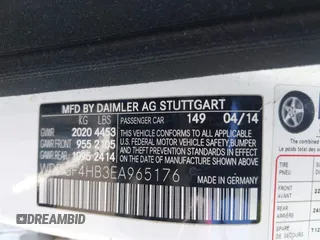 MFD BY DAIMLER AG STUTTGART
KG LBS PASSENGER CAR 149 04/14
GVWR 2020 4453 THIS VEHICLE CONFORMS TO ALL APPLICABLE
GAWR FRONT 955 2105 U.S. FEDERAL MOTOR VEHICLE SAFETY, BUMPER,
GAWR REAR 1095 2414 AND THEFT PREVENTION STANDARDS IN EFFECT
ON THE DATE OF MANUFACTURE SHOWN ABOVE.
MADE IN GERMANY
© DREAMBID